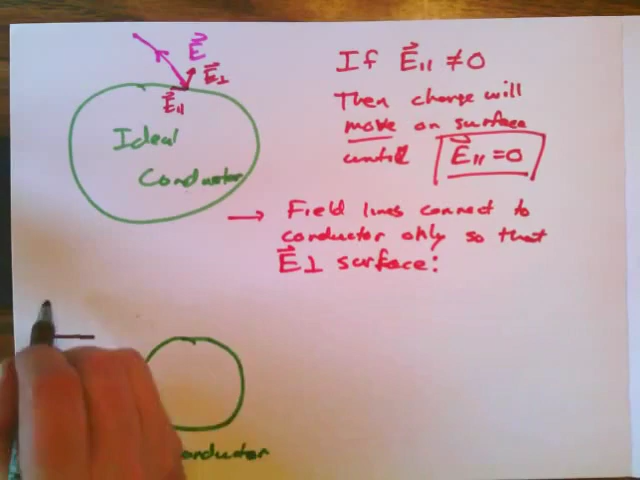 E⃗
E⃗⊥
E⃗||
Ideal
Conductor
If E⃗|| ≠ 0
Then charge will
move on surface
until E⃗|| = 0
→ Field lines connect to
conductor only so that
E⃗⊥ surface:
onductor